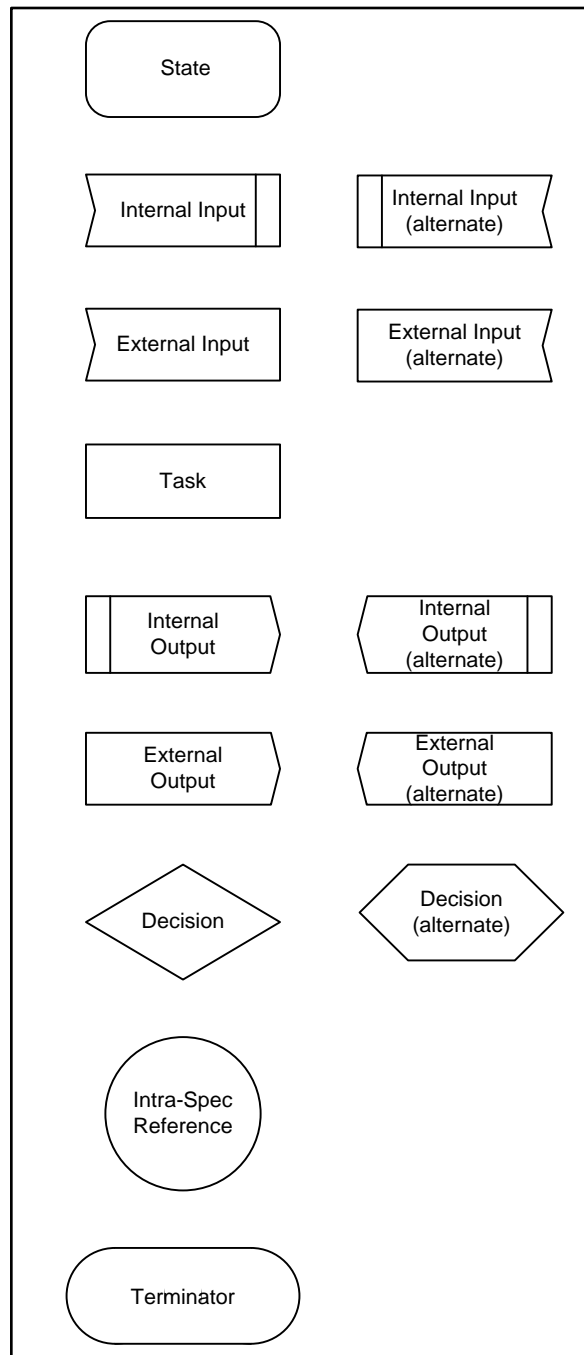 State
Internal Input
Internal Input
(alternate)
External Input
External Input
(alternate)
Task
Internal
Output
Internal
Output
(alternate)
External
Output
External
Output
(alternate)
Decision
Decision
(alternate)
Intra-Spec
Reference
Terminator